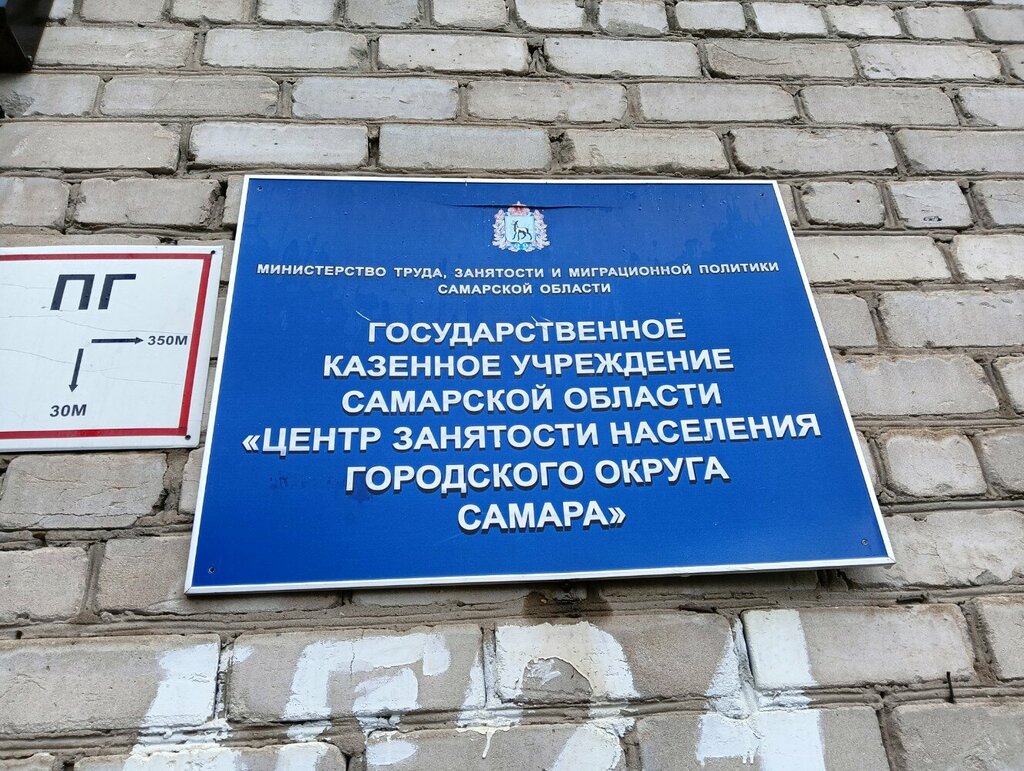 ПГ
350М
30М
МИНИСТЕРСТВО ТРУДА, ЗАНЯТОСТИ И МИГРАЦИОННОЙ ПОЛИТИКИ
САМАРСКОЙ ОБЛАСТИ
ГОСУДАРСТВЕННОЕ
КАЗЕННОЕ УЧРЕЖДЕНИЕ
САМАРСКОЙ ОБЛАСТИ
«ЦЕНТР ЗАНЯТОСТИ НАСЕЛЕНИЯ
ГОРОДСКОГО ОКРУГА
САМАРА»